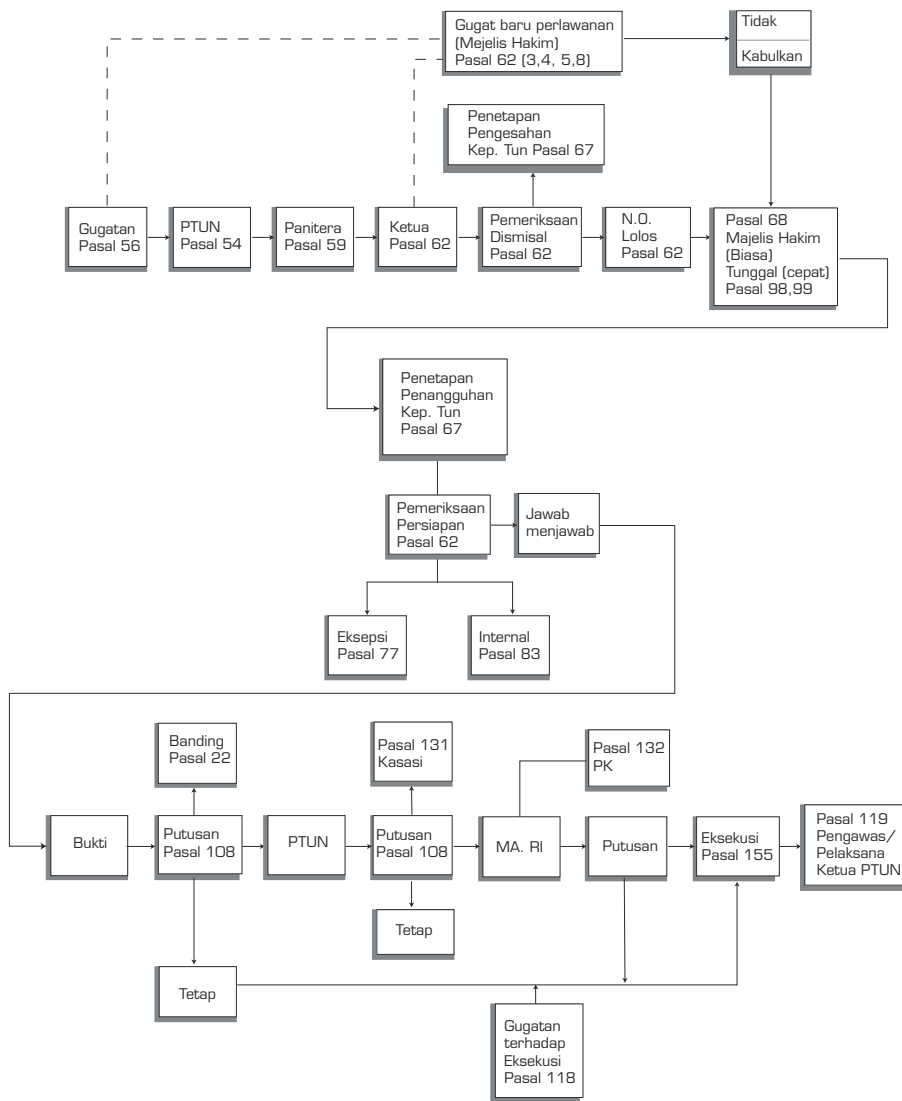 Gugat baru perlawanan
(Mejelis Hakim)
Pasal 62 (3,4, 5,8)
Tidak
Kabulkan
Penetapan
Pengesahan
Kep. Tun Pasal 67
Gugatan
Pasal 56
PTUN
Pasal 54
Panitera
Pasal 59
Ketua
Pasal 62
Pemeriksaan
Dismisal
Pasal 62
N.O.
Lolos
Pasal 62
Pasal 68
Majelis Hakim
(Biasa)
Tunggal (cepat)
Pasal 98,99
Penetapan
Penangguhan
Kep. Tun
Pasal 67
Pemeriksaan
Persiapan
Pasal 62
Jawab
menjawab
Eksepsi
Pasal 77
Internal
Pasal 83
Banding
Pasal 22
Pasal 131
Kasasi
Pasal 132
PK
Bukti
Putusan
Pasal 108
PTUN
Putusan
Pasal 108
MA. RI
Putusan
Eksekusi
Pasal 155
Pasal 119
Pengawas/
Pelaksana
Ketua PTUN
Tetap
Tetap
Gugatan
terhadap
Eksekusi
Pasal 118